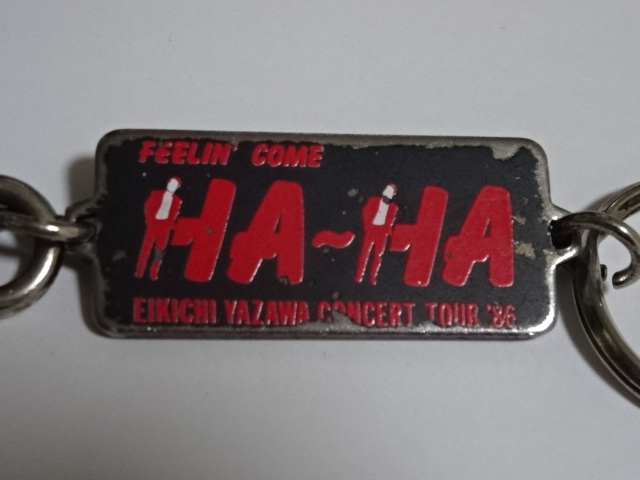 FEELIN' COME
HA~HA
EIKICHI YAZAWA CONCERT TOUR '86